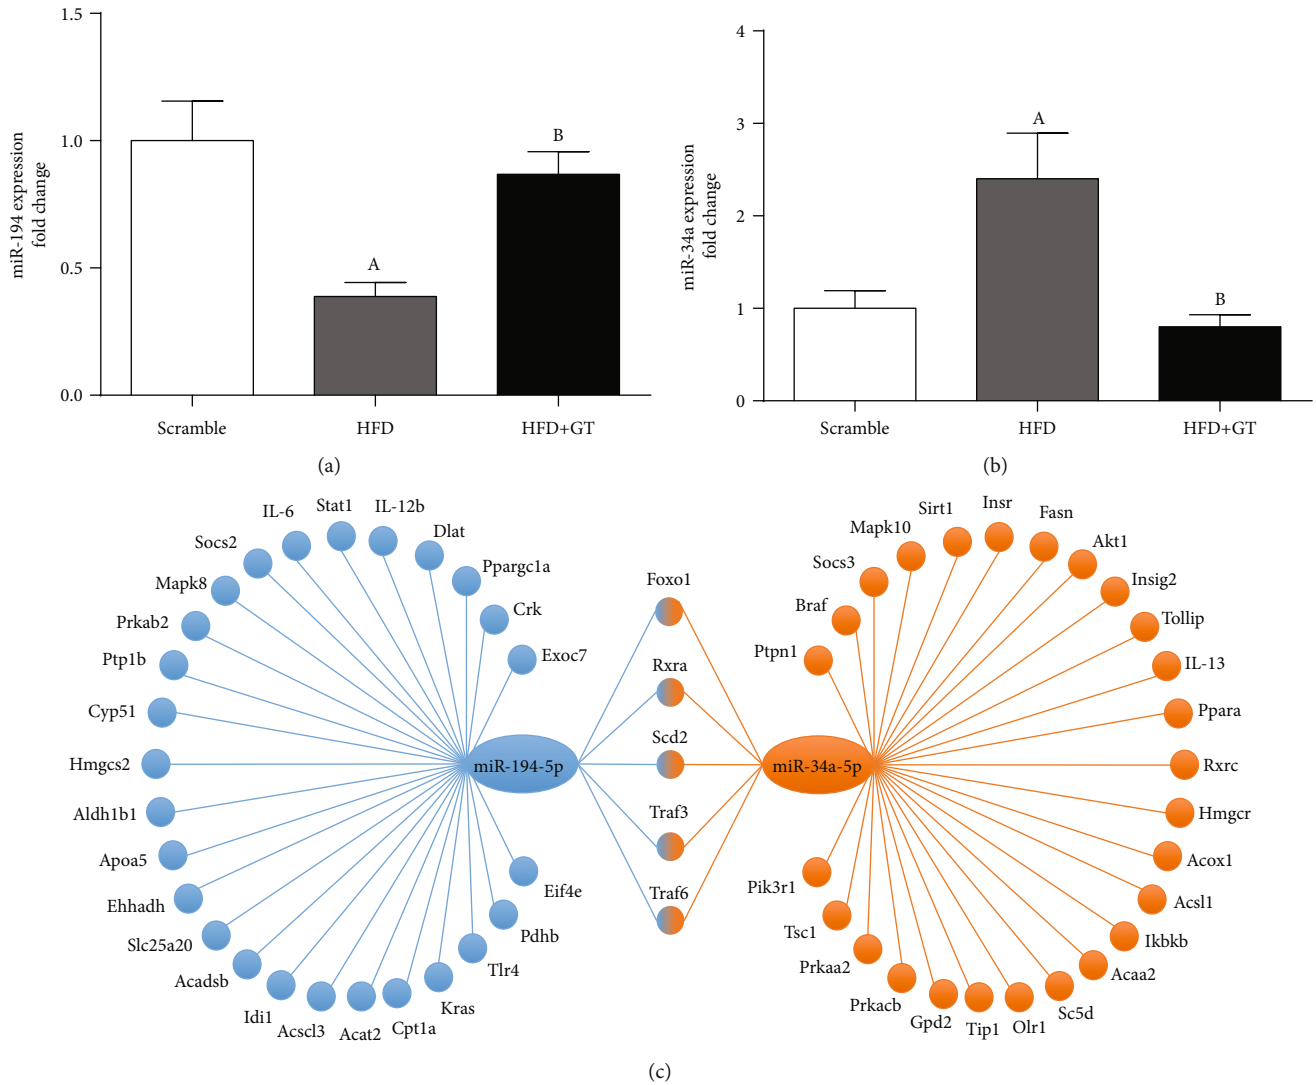 1.5
1.0
0.5
0.0
miR-194 expression
fold change
A
B
Scramble
HFD
HFD+GT
(a)
4
3
2
1
0
miR-34a expression
fold change
A
B
Scramble
HFD
HFD+GT
(b)
IL-6
Stat1
IL-12b
Dlat
Socs2
Ppargc1a
Mapk8
Crk
Prkab2
Exoc7
Ptp1b
Cyp51
Hmgcs2
miR-194-5p
Aldh1b1
Apoa5
Ehhadh
Eif4e
Slc25a20
Pdhb
Acadsb
Tlr4
Idi1
Kras
Acscl3
Acat2
Cpt1a
Foxo1
Rxra
Scd2
Traf3
Traf6
Sirt1
Insr
Fasn
Mapk10
Akt1
Socs3
Insig2
Braf
Tollip
Ptpn1
IL-13
Ppara
miR-34a-5p
Rxrc
Hmgcr
Acox1
Pik3r1
Acsl1
Tsc1
Ikbkb
Prkaa2
Acaa2
Prkacb
Sc5d
Gpd2
Tip1
Olr1
(c)